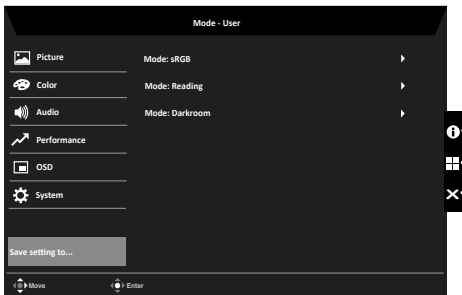 Mode - User
Picture
Mode: sRGB
Color
Mode: Reading
Audio
Mode: Darkroom
Performance
OSD
System
Save setting to...
Move
Enter